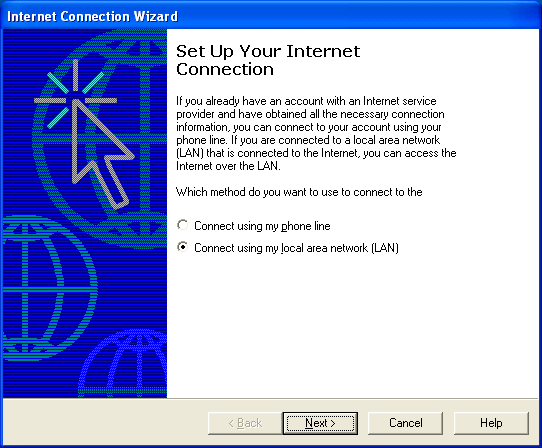 Internet Connection Wizard
Set Up Your Internet
Connection
If you already have an account with an Internet service
provider and have obtained all the necessary connection
information, you can connect to your account using your
phone line. If you are connected to a local area network
(LAN) that is connected to the Internet, you can access the
Internet over the LAN.
Which method do you want to use to connect to the
Connect using my phone line
Connect using my local area network (LAN)
< Back
Next >
Cancel
Help